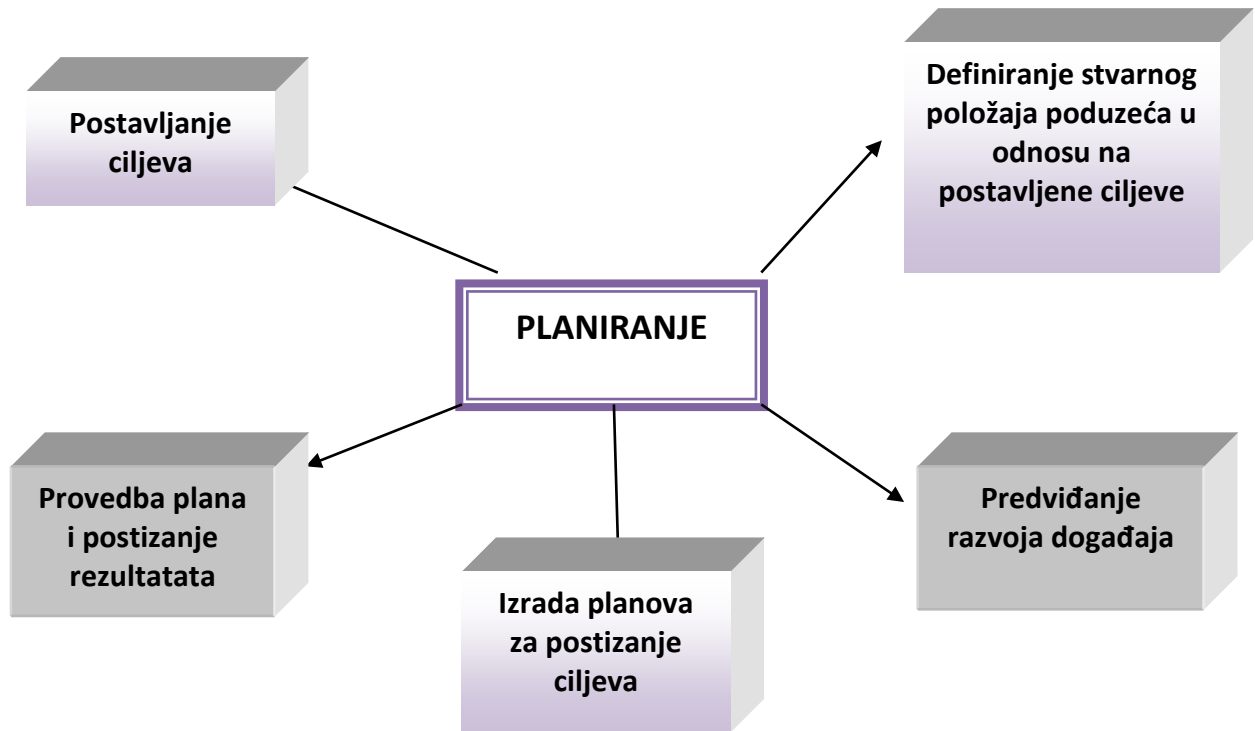 Postavljanje
ciljeva
Definiranje stvarnog
položaja poduzeća u
odnosu na
postavljene ciljeve
PLANIRANJE
Provedba plana
i postizanje
rezultatata
Izrada planova
za postizanje
ciljeva
Predviđanje
razvoja događaja